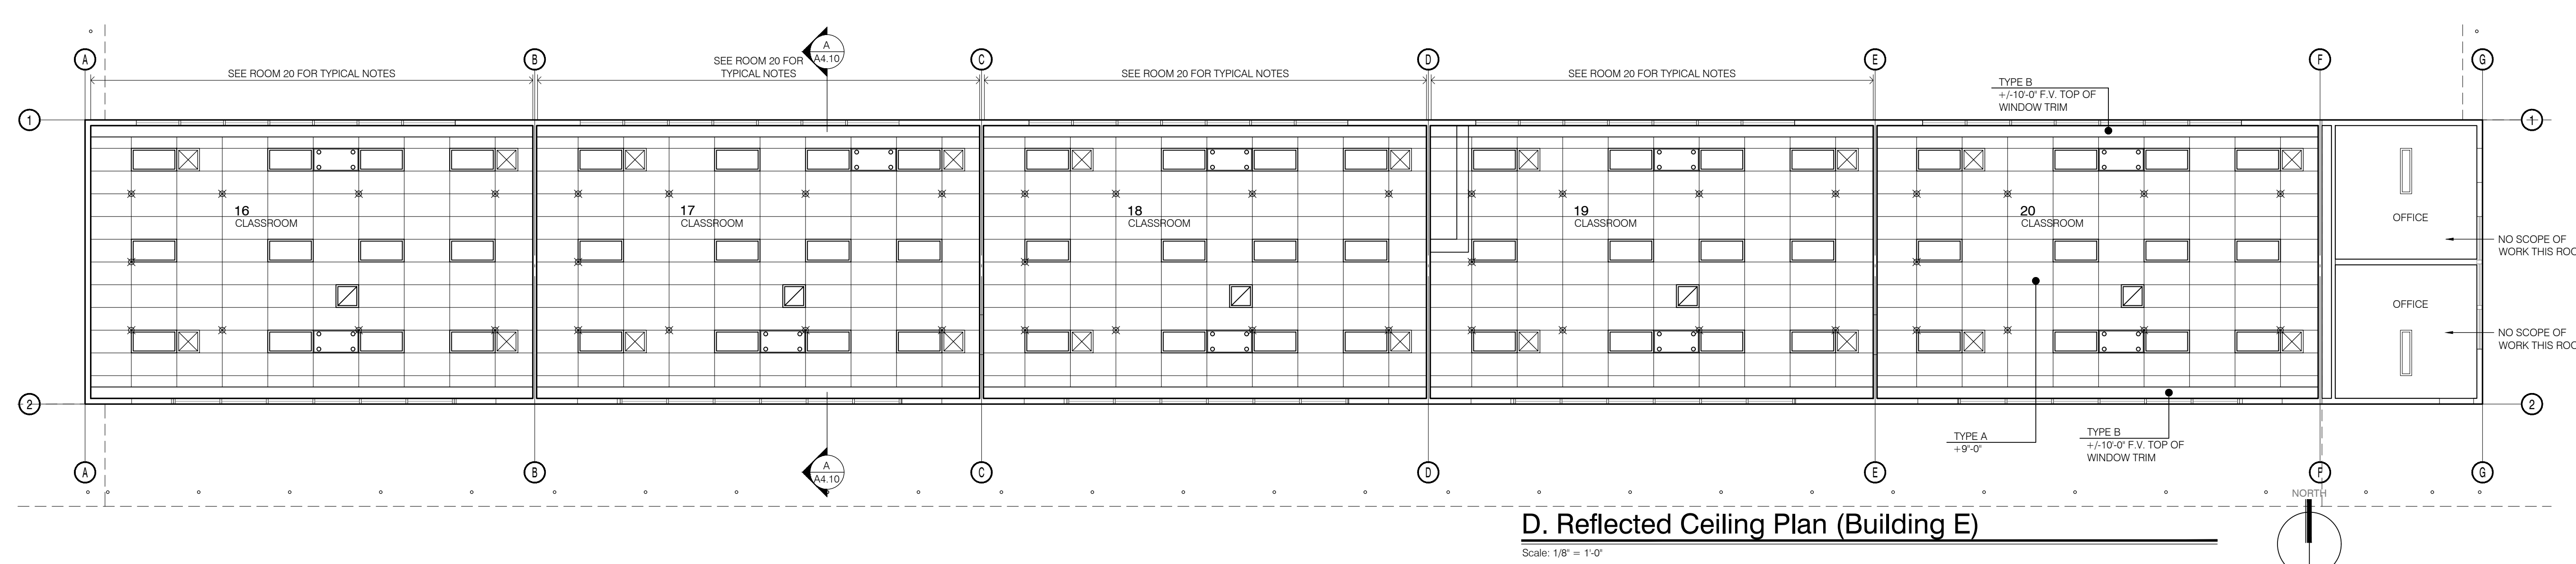 A
B
C
D
E
F
G
A
A4.10
SEE ROOM 20 FOR TYPICAL NOTES
SEE ROOM 20 FOR
TYPICAL NOTES
SEE ROOM 20 FOR TYPICAL NOTES
SEE ROOM 20 FOR TYPICAL NOTES
TYPE B
+/-10'-0" F.V. TOP OF
WINDOW TRIM
1
1
16
CLASSROOM
17
CLASSROOM
18
CLASSROOM
19
CLASSROOM
20
CLASSROOM
OFFICE
NO SCOPE OF
WORK THIS ROO
OFFICE
NO SCOPE OF
WORK THIS ROO
2
2
TYPE A
+9"-0"
TYPE B
+/-10'-0" F.V. TOP OF
WINDOW TRIM
A
B
A
A4.10
C
D
E
F
G
NORTH
D. Reflected Ceiling Plan (Building E)
Scale: 1/8" = 1'-0"